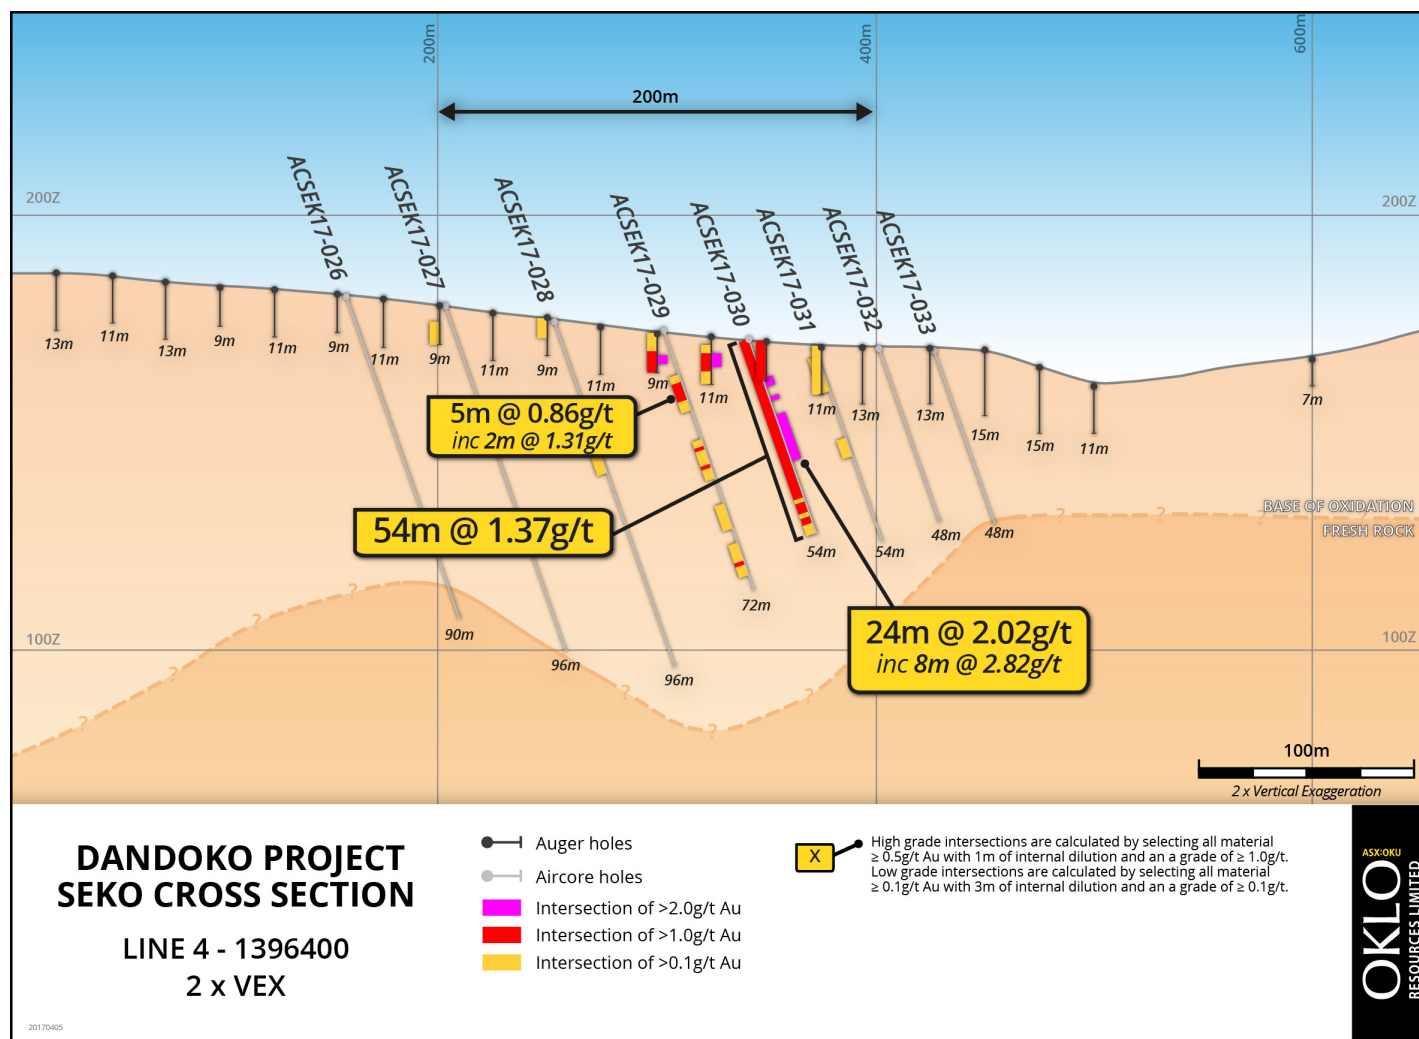 200m
400m
600m
200m
200Z
200Z
ACSEK17-026
ACSEK17-027
ACSEK17-028
ACSEK17-029
ACSEK17-030
ACSEK17-031
ACSEK17-032
ACSEK17-033
13m
11m
13m
9m
11m
9m
11m
9m
11m
9m
11m
9m
11m
11m
13m
13m
15m
15m
11m
7m
5m @ 0.86g/t
inc 2m @ 1.31g/t
54m @ 1.37g/t
24m @ 2.02g/t
inc 8m @ 2.82g/t
BASE OF OXIDATION
FRESH ROCK
90m
96m
96m
72m
54m
54m
48m
48m
100Z
100Z
?
?
?
?
?
?
?
?
?
?
100m
2 x Vertical Exaggeration
DANDOKO PROJECT
SEKO CROSS SECTION
LINE 4 - 1396400
2 x VEX
20170405
Auger holes
Aircore holes
Intersection of >2.0g/t Au
Intersection of >1.0g/t Au
Intersection of >0.1g/t Au
X
High grade intersections are calculated by selecting all material
≥ 0.5g/t Au with 1m of internal dilution and an a grade of ≥ 1.0g/t.
Low grade intersections are calculated by selecting all material
≥ 0.1g/t Au with 3m of internal dilution and an a grade of ≥ 0.1g/t.
ASX:OKU
OKLO
RESOURCES LIMITED